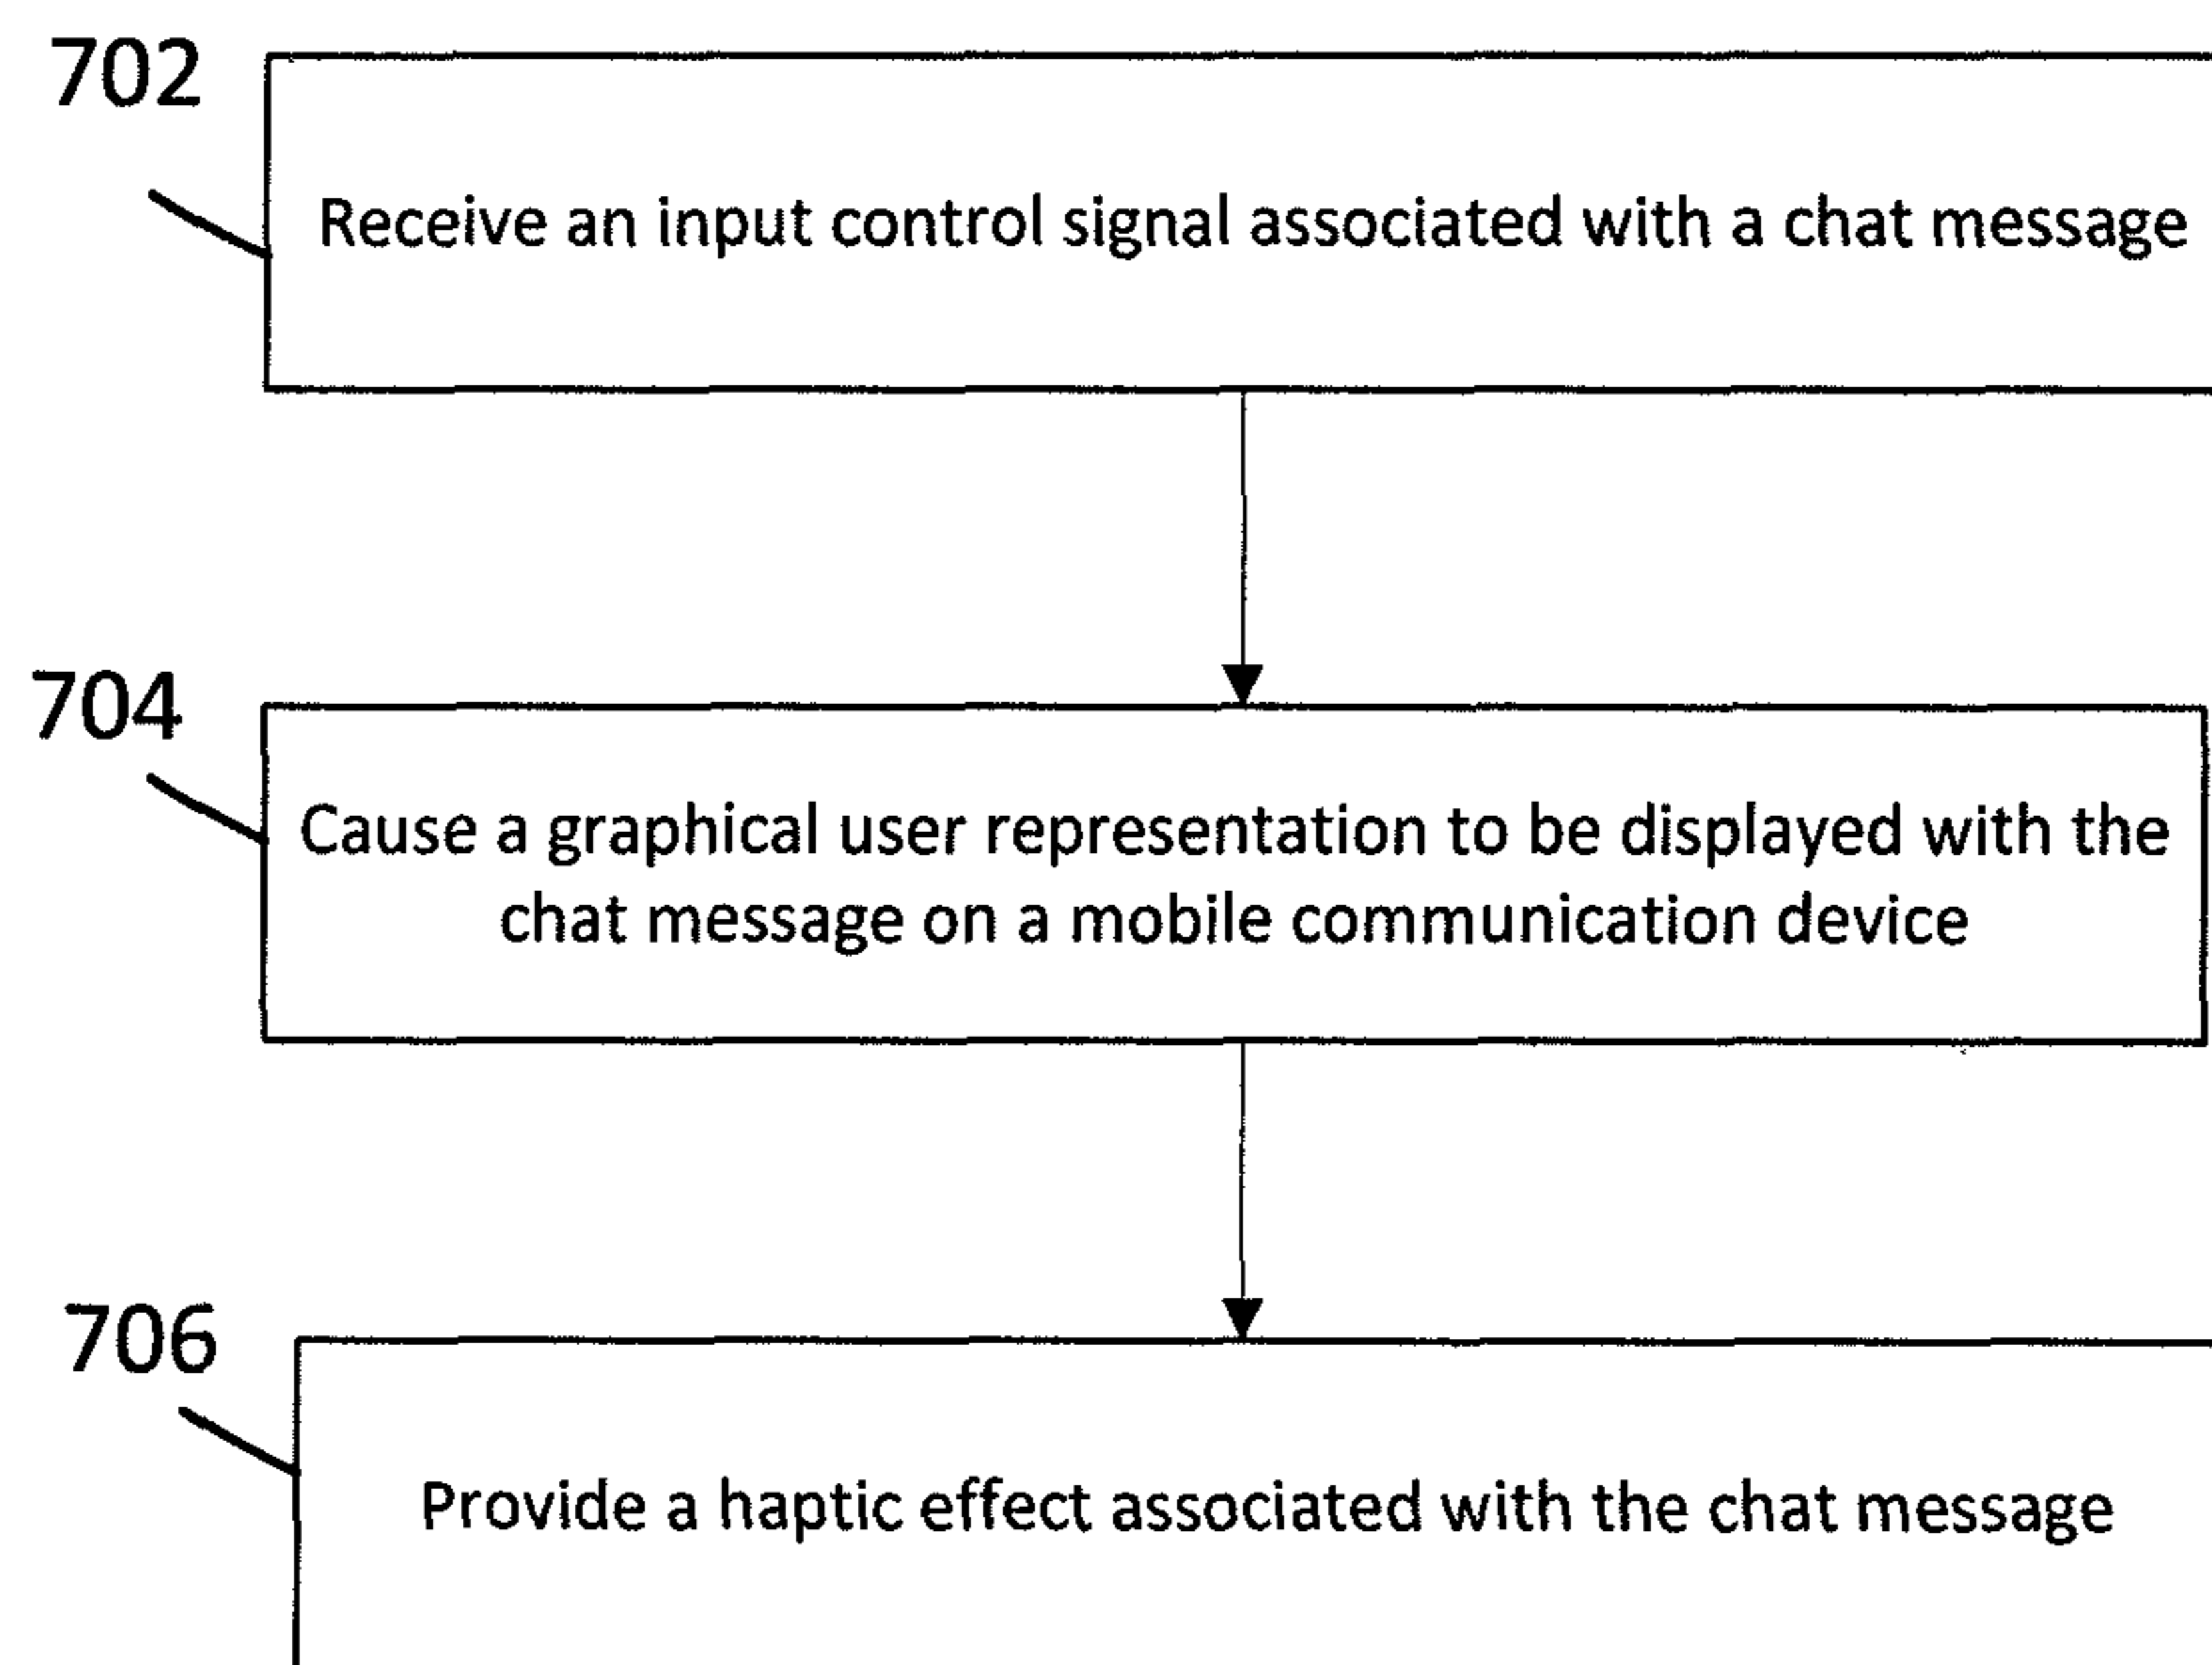 702
Receive an input control signal associated with a chat message
704
Cause a graphical user representation to be displayed with the
chat message on a mobile communication device
706
Provide a haptic effect associated with the chat message